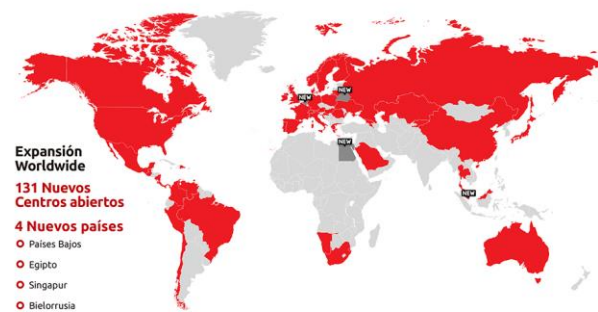 NEW
NEW
NEW
NEW
Expansión
Worldwide
131 Nuevos
Centros abiertos
4 Nuevos países
Países Bajos
Egipto
Singapur
Bielorrusia